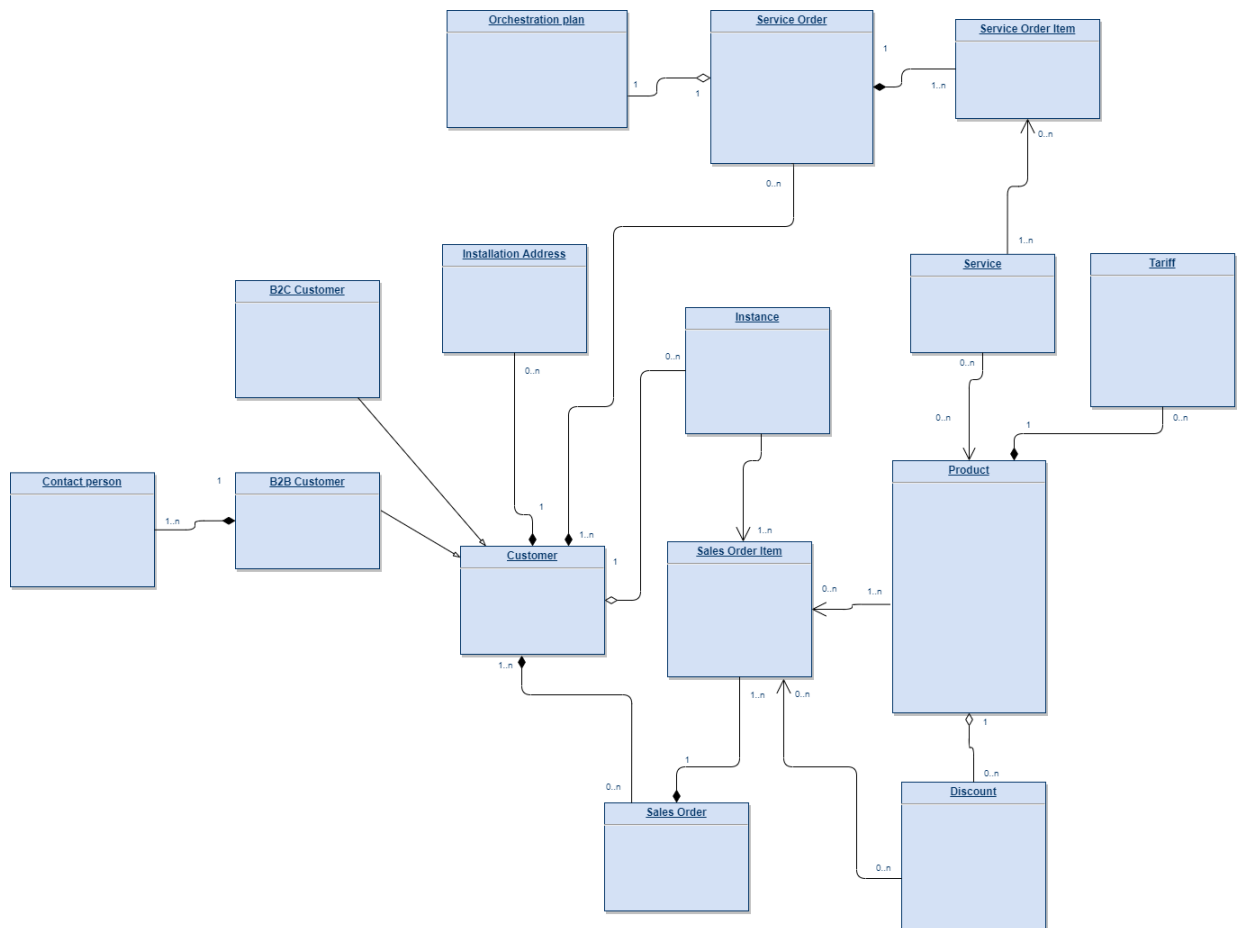 Orchestration plan
Service Order
Service Order Item
1
1
1
1
1..n
0..n
0..n
1..n
Installation Address
Service
Tariff
B2C Customer
Instance
0..n
0..n
0..n
0..n
1
0..n
Contact person
1
B2B Customer
Product
1..n
1
1..n
1..n
Customer
1
Sales Order Item
0..n
1..n
1..n
1..n
0..n
1
1
0..n
0..n
Discount
Sales Order
0..n